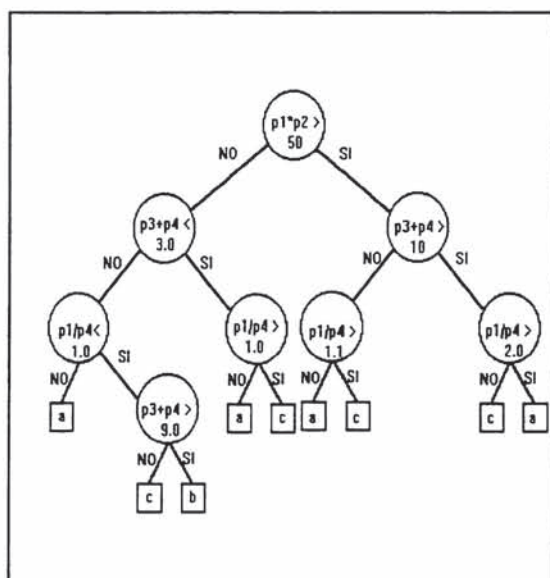 p1*p2 >
50
NO
SI
p3+p4 <
3.0
p3+p4 >
10
NO
SI
NO
SI
p1/p4<
1.0
p1/p4 >
1.0
p1/p4>
1.1
p1/p4 >
2.0
NO
SI
NO
SI
NO
SI
NO
SI
a
p3+p4 >
9.0
a
c
a
c
c
a
NO
SI
c
b